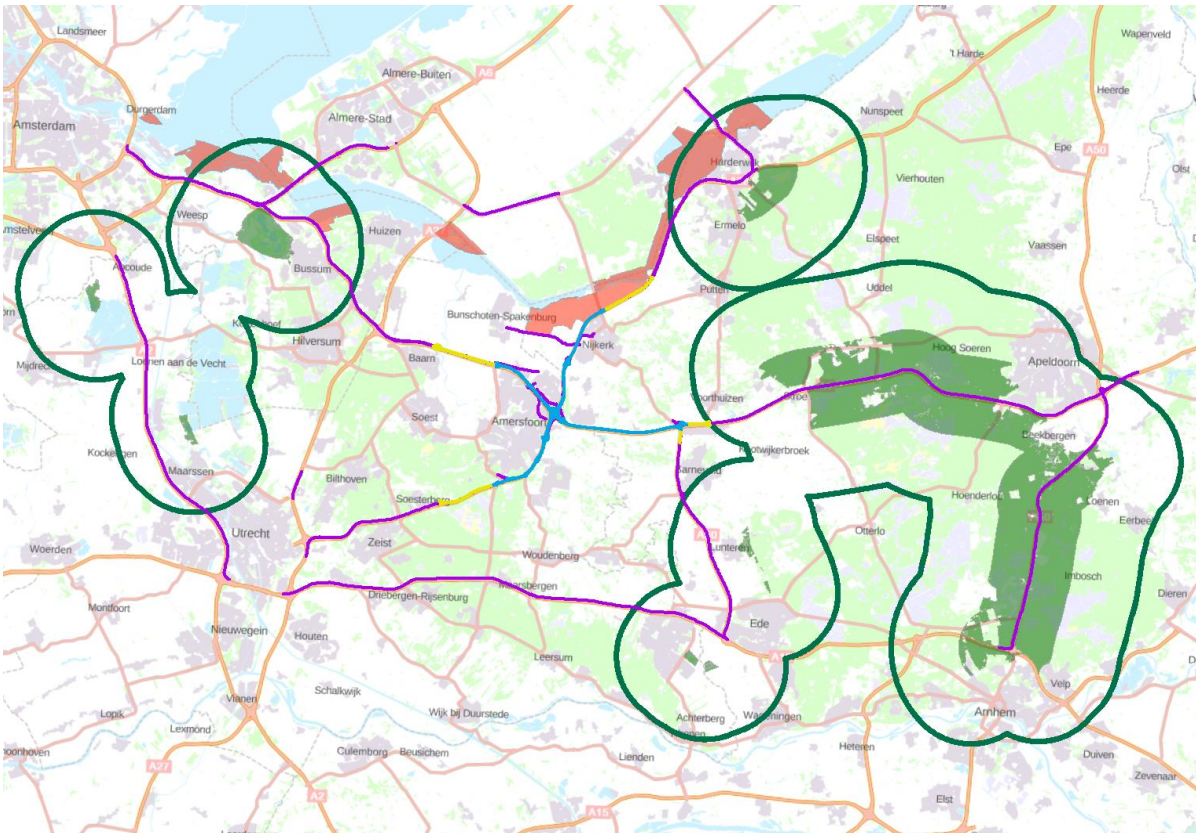 Landsmeer
Wapenveld
't Harde
Almere-Buiten
A6
Heerde
Durgerdam
Almere-Stad
Nunspeet
Amsterdam
Epe
A50
Harderwijk
Olst
Vierhouten
Weesp
Ermelo
Huizen
Elspeet
Vaassen
Abcoude
Bussum
Putten
Uddel
Bunschoten-Spakenburg
Nijkerk
Hilversum
Hoog Soeren
Baarn
Apeldoorn
Loenen aan de Vecht
Stroe
Soest
Amersfoort
Beekbergen
Kootwijkerbroek
Kockengen
Maarssen
Barneveld
Bilthoven
Hoenderloo
Loenen
Soesterberg
Otterlo
Utrecht
Zeist
Lunteren
Woerden
Woudenberg
Imbosch
Maarsbergen
Driebergen-Rijsenburg
Dieren
Montfoort
Ede
Nieuwegein
Houten
Leersum
Velp
Schalkwijk
Vianen
Lopik
Wijk bij Duurstede
Achterberg
Wageningen
Arnhem
Lexmond
Heteren
Duiven
Culemborg
Beusichem
Lienden
A27
Zevenaar
A2
Elst
A15